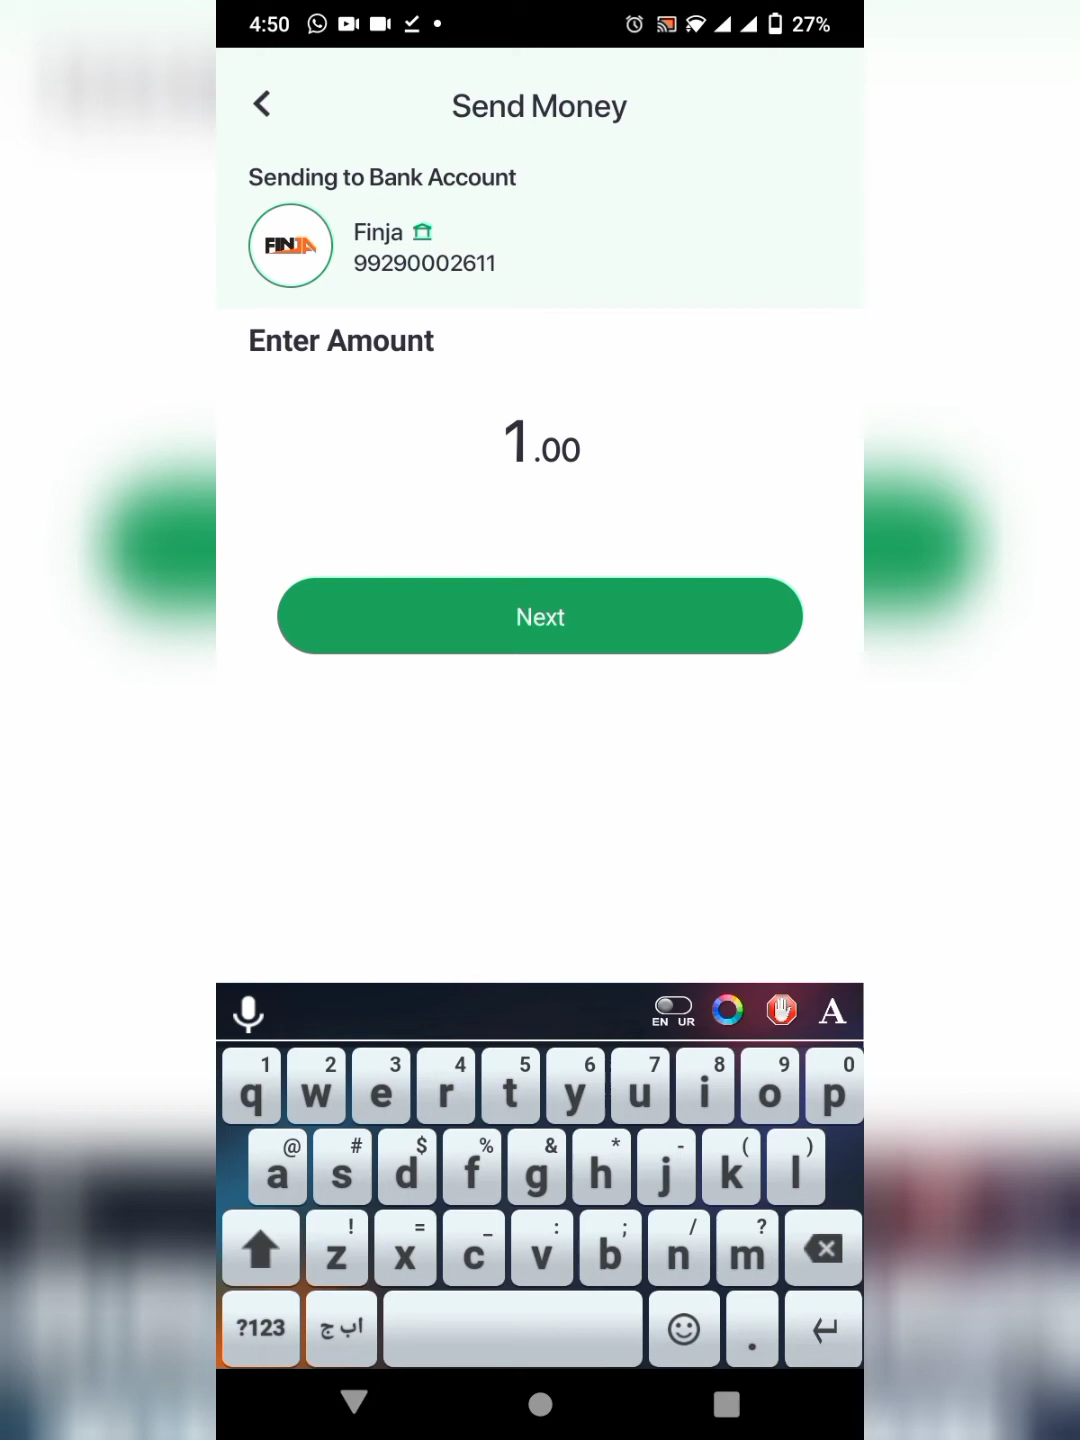 4:50 27%
Send Money
Sending to Bank Account
FINJA
Finja
99290002611
Enter Amount
1.00
Next
EN UR A
1 2 3 4 5 6 7 8 9 0
q w e r t y u i o p
@ # $ % & * - ( )
a s d f g h j k l
! = _ : ; / ?
z x c v b n m
?123 اب ج .